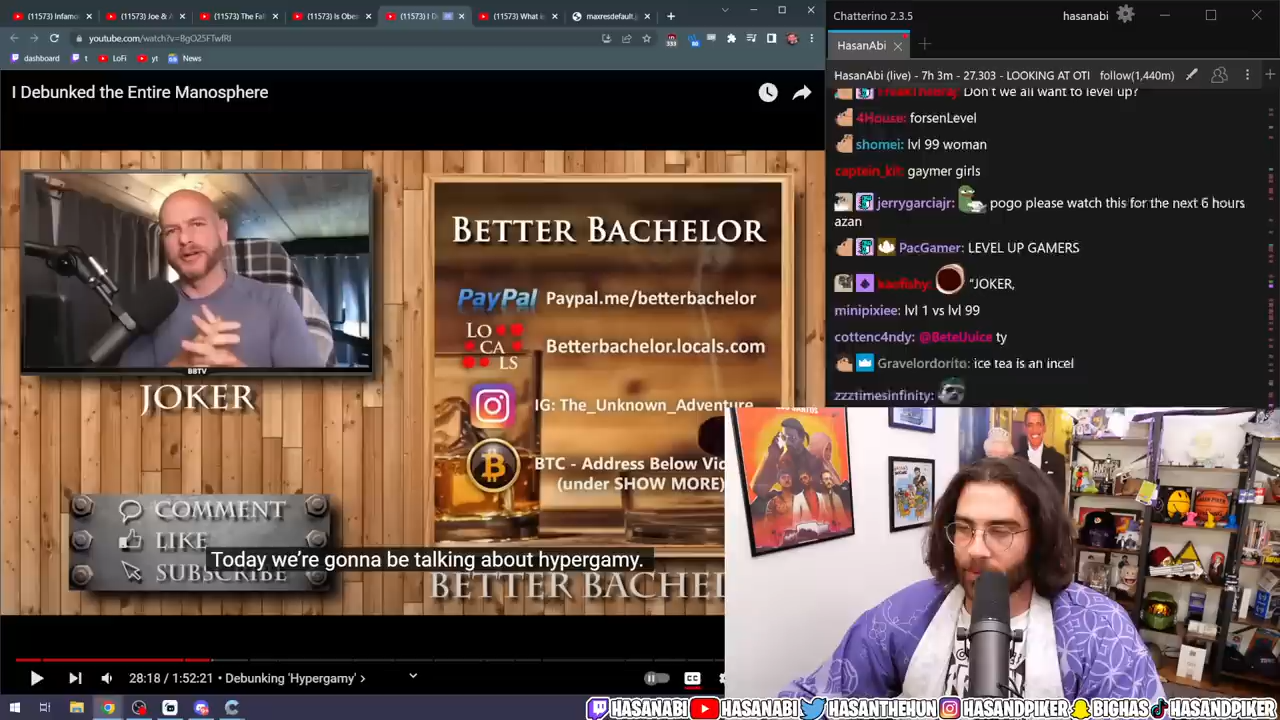 (11573) Infamo
(11573) Joe & A
(11573) The Fal
(11573) Is Obes
(11573) I D
(11573) What is
maxresdefault.j
youtube.com/watch?v=8gO25FTwfRI
dashboard
t
LoFi
yt
News
I Debunked the Entire Manosphere
BBTV
JOKER
COMMENT
LIKE
SUBSCRIBE
BETTER BACHELOR
PayPal Paypal.me/betterbachelor
LO
CA
LS
Betterbachelor.locals.com
IG: The_Unknown_Adventure
BTC - Address Below Vid
(under SHOW MORE)
Today we're gonna be talking about hypergamy.
BETTER BACHEL
28:18 / 1:52:21 • Debunking 'Hypergamy' >
CC
Chatterino 2.3.5
hasanabi
HasanAbi
HasanAbi (live) - 7h 3m - 27.303 - LOOKING AT OTI
follow(1,440m)
Don't we all want to level up?
4House: forsenLevel
shomei: lvl 99 woman
captein_kit: gaymer girls
jerrygarciajr: pogo please watch this for the next 6 hours
azan
PacGamer: LEVEL UP GAMERS
kaofishy: "JOKER,
minipixiee: lvl 1 vs lvl 99
cottenc4ndy: @BetelJuice ty
Gravelordorito: ice tea is an incel
zzztimesinfinity:
HASANABI
HASANABI
HASANTHEHUN
HASANDPIKER
BIGHAS
HASANDPIKER